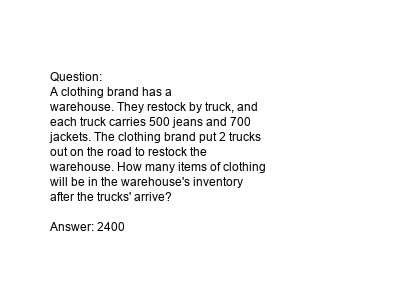 Question:
A clothing brand has a
warehouse. They restock by truck, and
each truck carries 500 jeans and 700
jackets. The clothing brand put 2 trucks
out on the road to restock the
warehouse. How many items of clothing
will be in the warehouse's inventory
after the trucks' arrive?

Answer: 2400